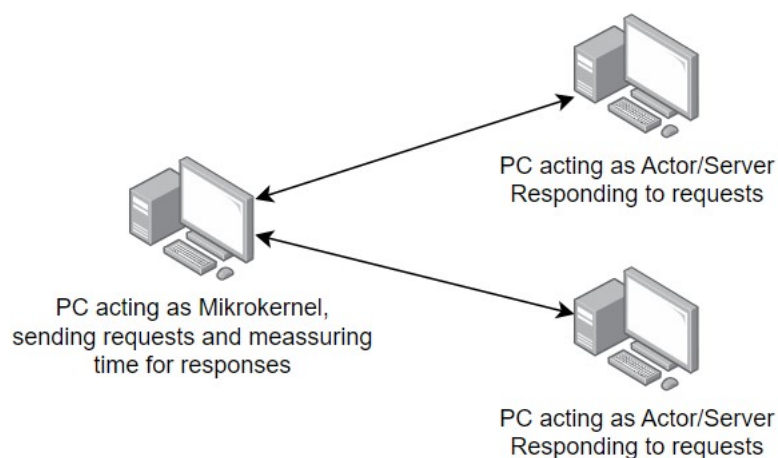 PC acting as Actor/Server
Responding to requests
PC acting as Mikrokernel,
sending requests and meassuring
time for responses
PC acting as Actor/Server
Responding to requests